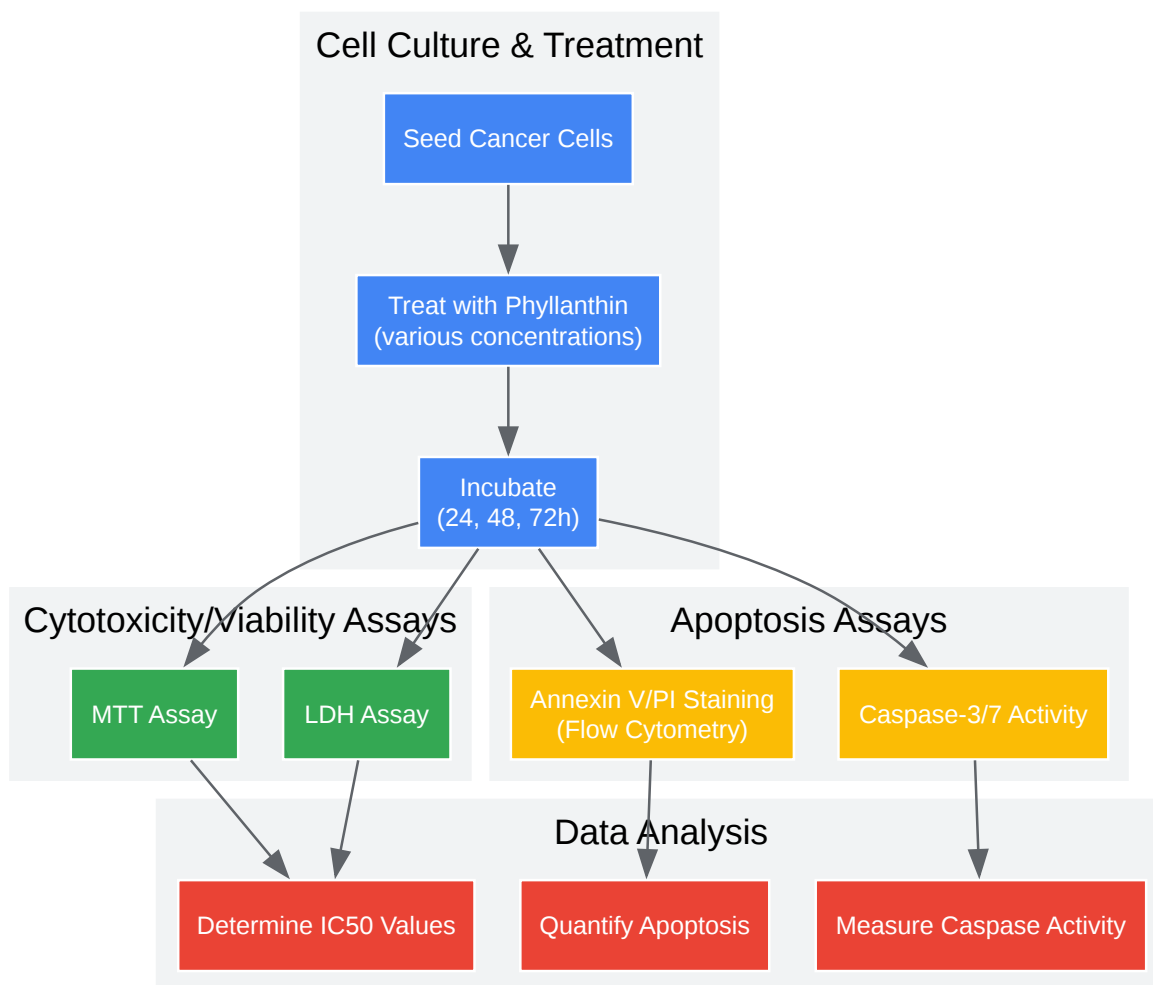 Cell Culture & Treatment
Seed Cancer Cells
Treat with Phyllanthin
(various concentrations)
Incubate
(24, 48, 72h)
Cytotoxicity/Viability Assays
MTT Assay
LDH Assay
Apoptosis Assays
Annexin V/PI Staining
(Flow Cytometry)
Caspase-3/7 Activity
Data Analysis
Determine IC50 Values
Quantify Apoptosis
Measure Caspase Activity